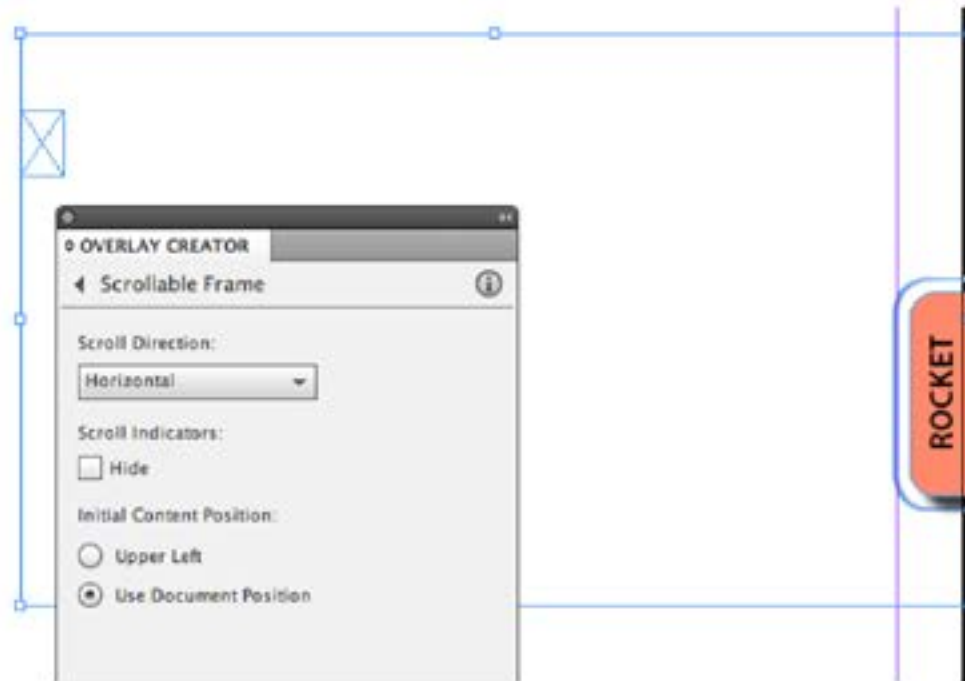 OVERLAY CREATOR
Scrollable Frame
Scroll Direction:
Horizontal
Scroll Indicators:
Hide
Initial Content Position:
Upper Left
Use Document Position
ROCKET